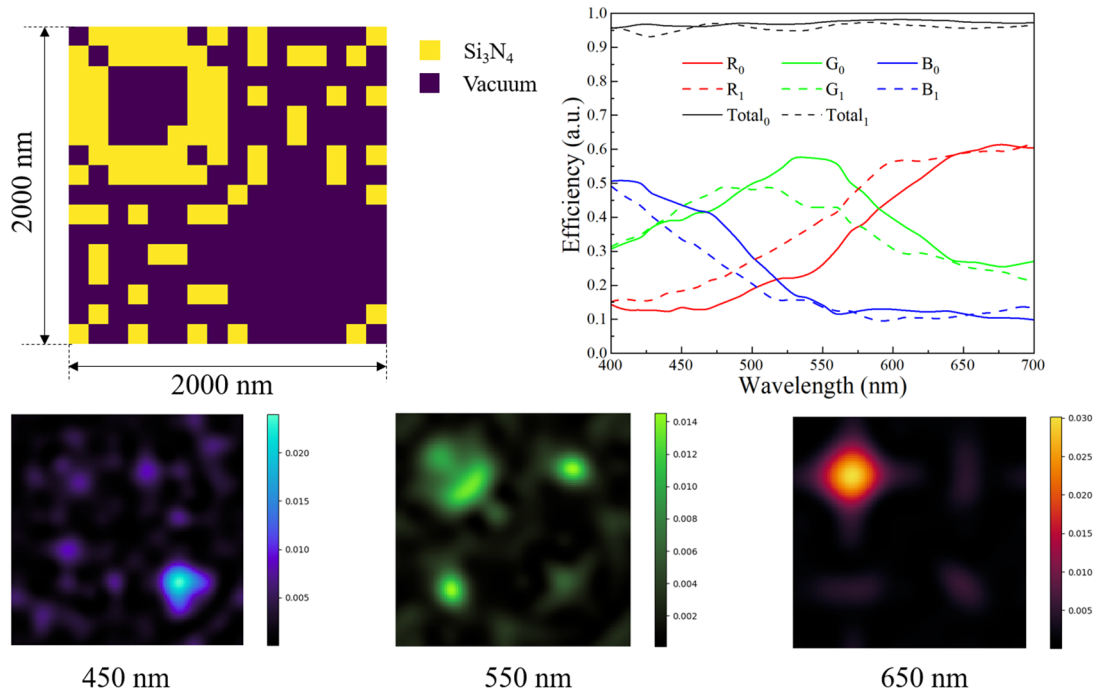 2000 nm
2000 nm
Si₃N₄
Vacuum
Efficiency (a.u.)
1.0
0.9
0.8
0.7
0.6
0.5
0.4
0.3
0.2
0.1
0.0
R₀ G₀ B₀
R₁ G₁ B₁
Total₀ Total₁
400 450 500 550 600 650 700
Wavelength (nm)
0.020
0.015
0.010
0.005
450 nm
0.014
0.012
0.010
0.008
0.006
0.004
0.002
550 nm
0.030
0.025
0.020
0.015
0.010
0.005
650 nm